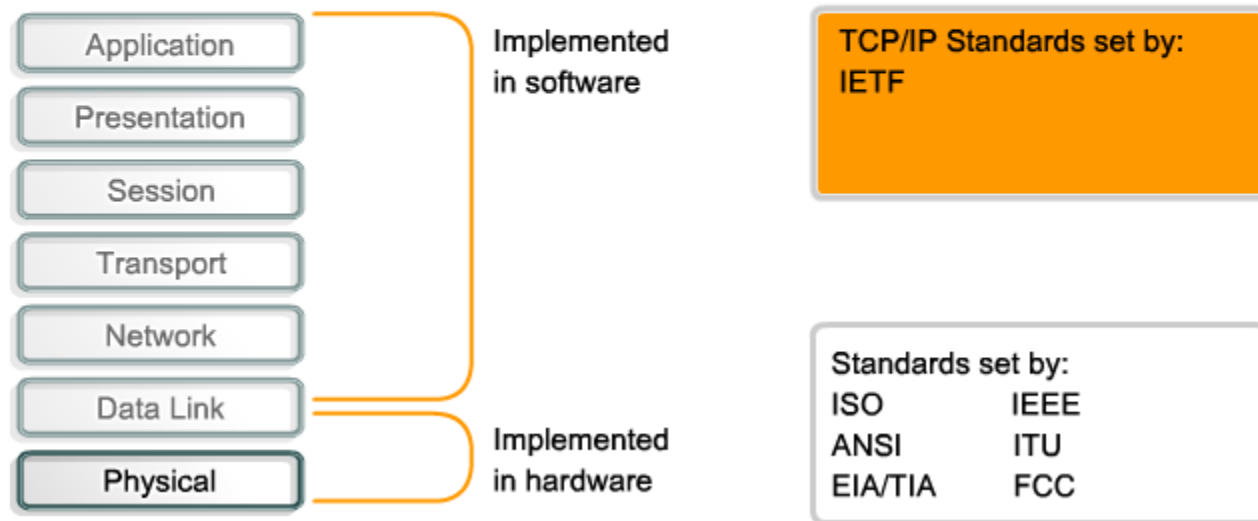 Application
Presentation
Session
Transport
Network
Data Link
Physical
Implemented
in software
Implemented
in hardware
TCP/IP Standards set by:
IETF
Standards set by:
ISO IEEE
ANSI ITU
EIA/TIA FCC